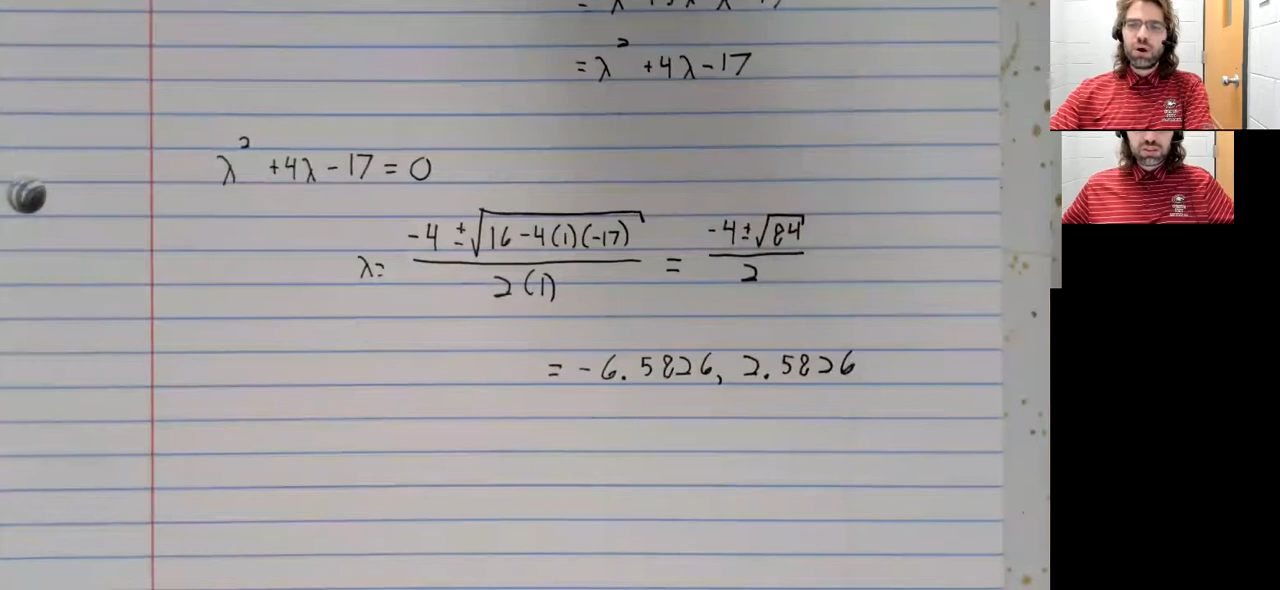 = λ² + 4λ - 17
λ² + 4λ - 17 = 0
λ = (-4 ± √(16 - 4(1)(-17))) / 2(1) = (-4 ± √84) / 2
= -6.5826, 2.5826